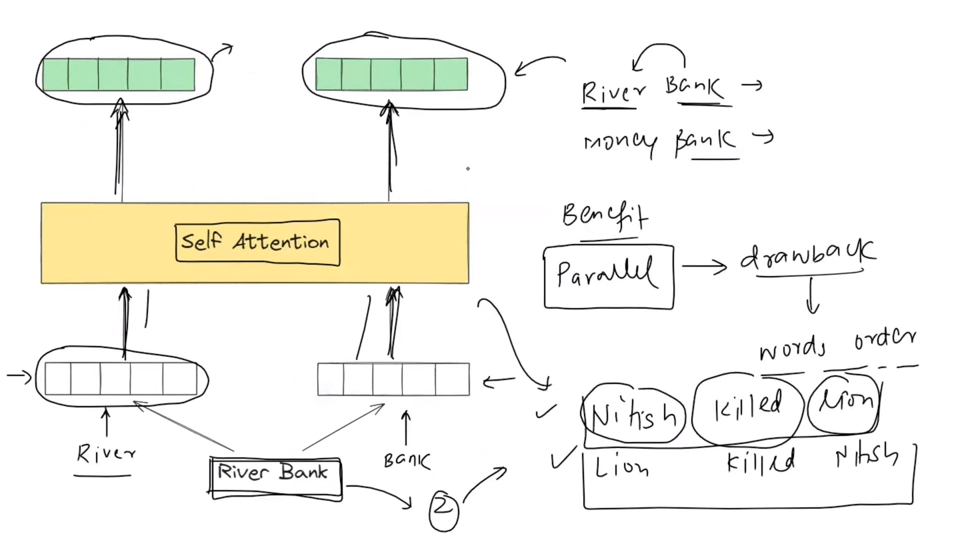 River Bank →
Money Bank →
Self Attention
Benefit
Parallel → drawback
words order
Nitish Killed Lion
Lion Killed Nitish
River
Bank
River Bank
2